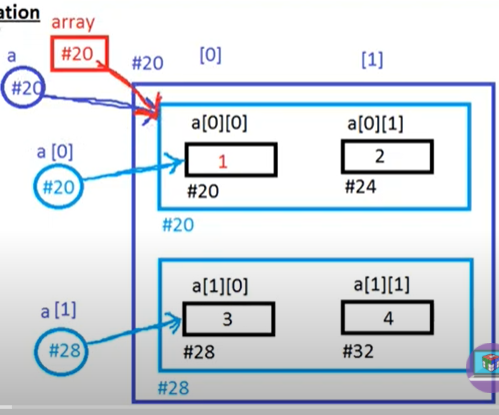 ation
array
#20
a
#20
#20
[0]
[1]
a[0][0]
a[0][1]
1
2
#20
#24
a [0]
#20
#20
a[1][0]
a[1][1]
3
4
#28
#32
a [1]
#28
#28